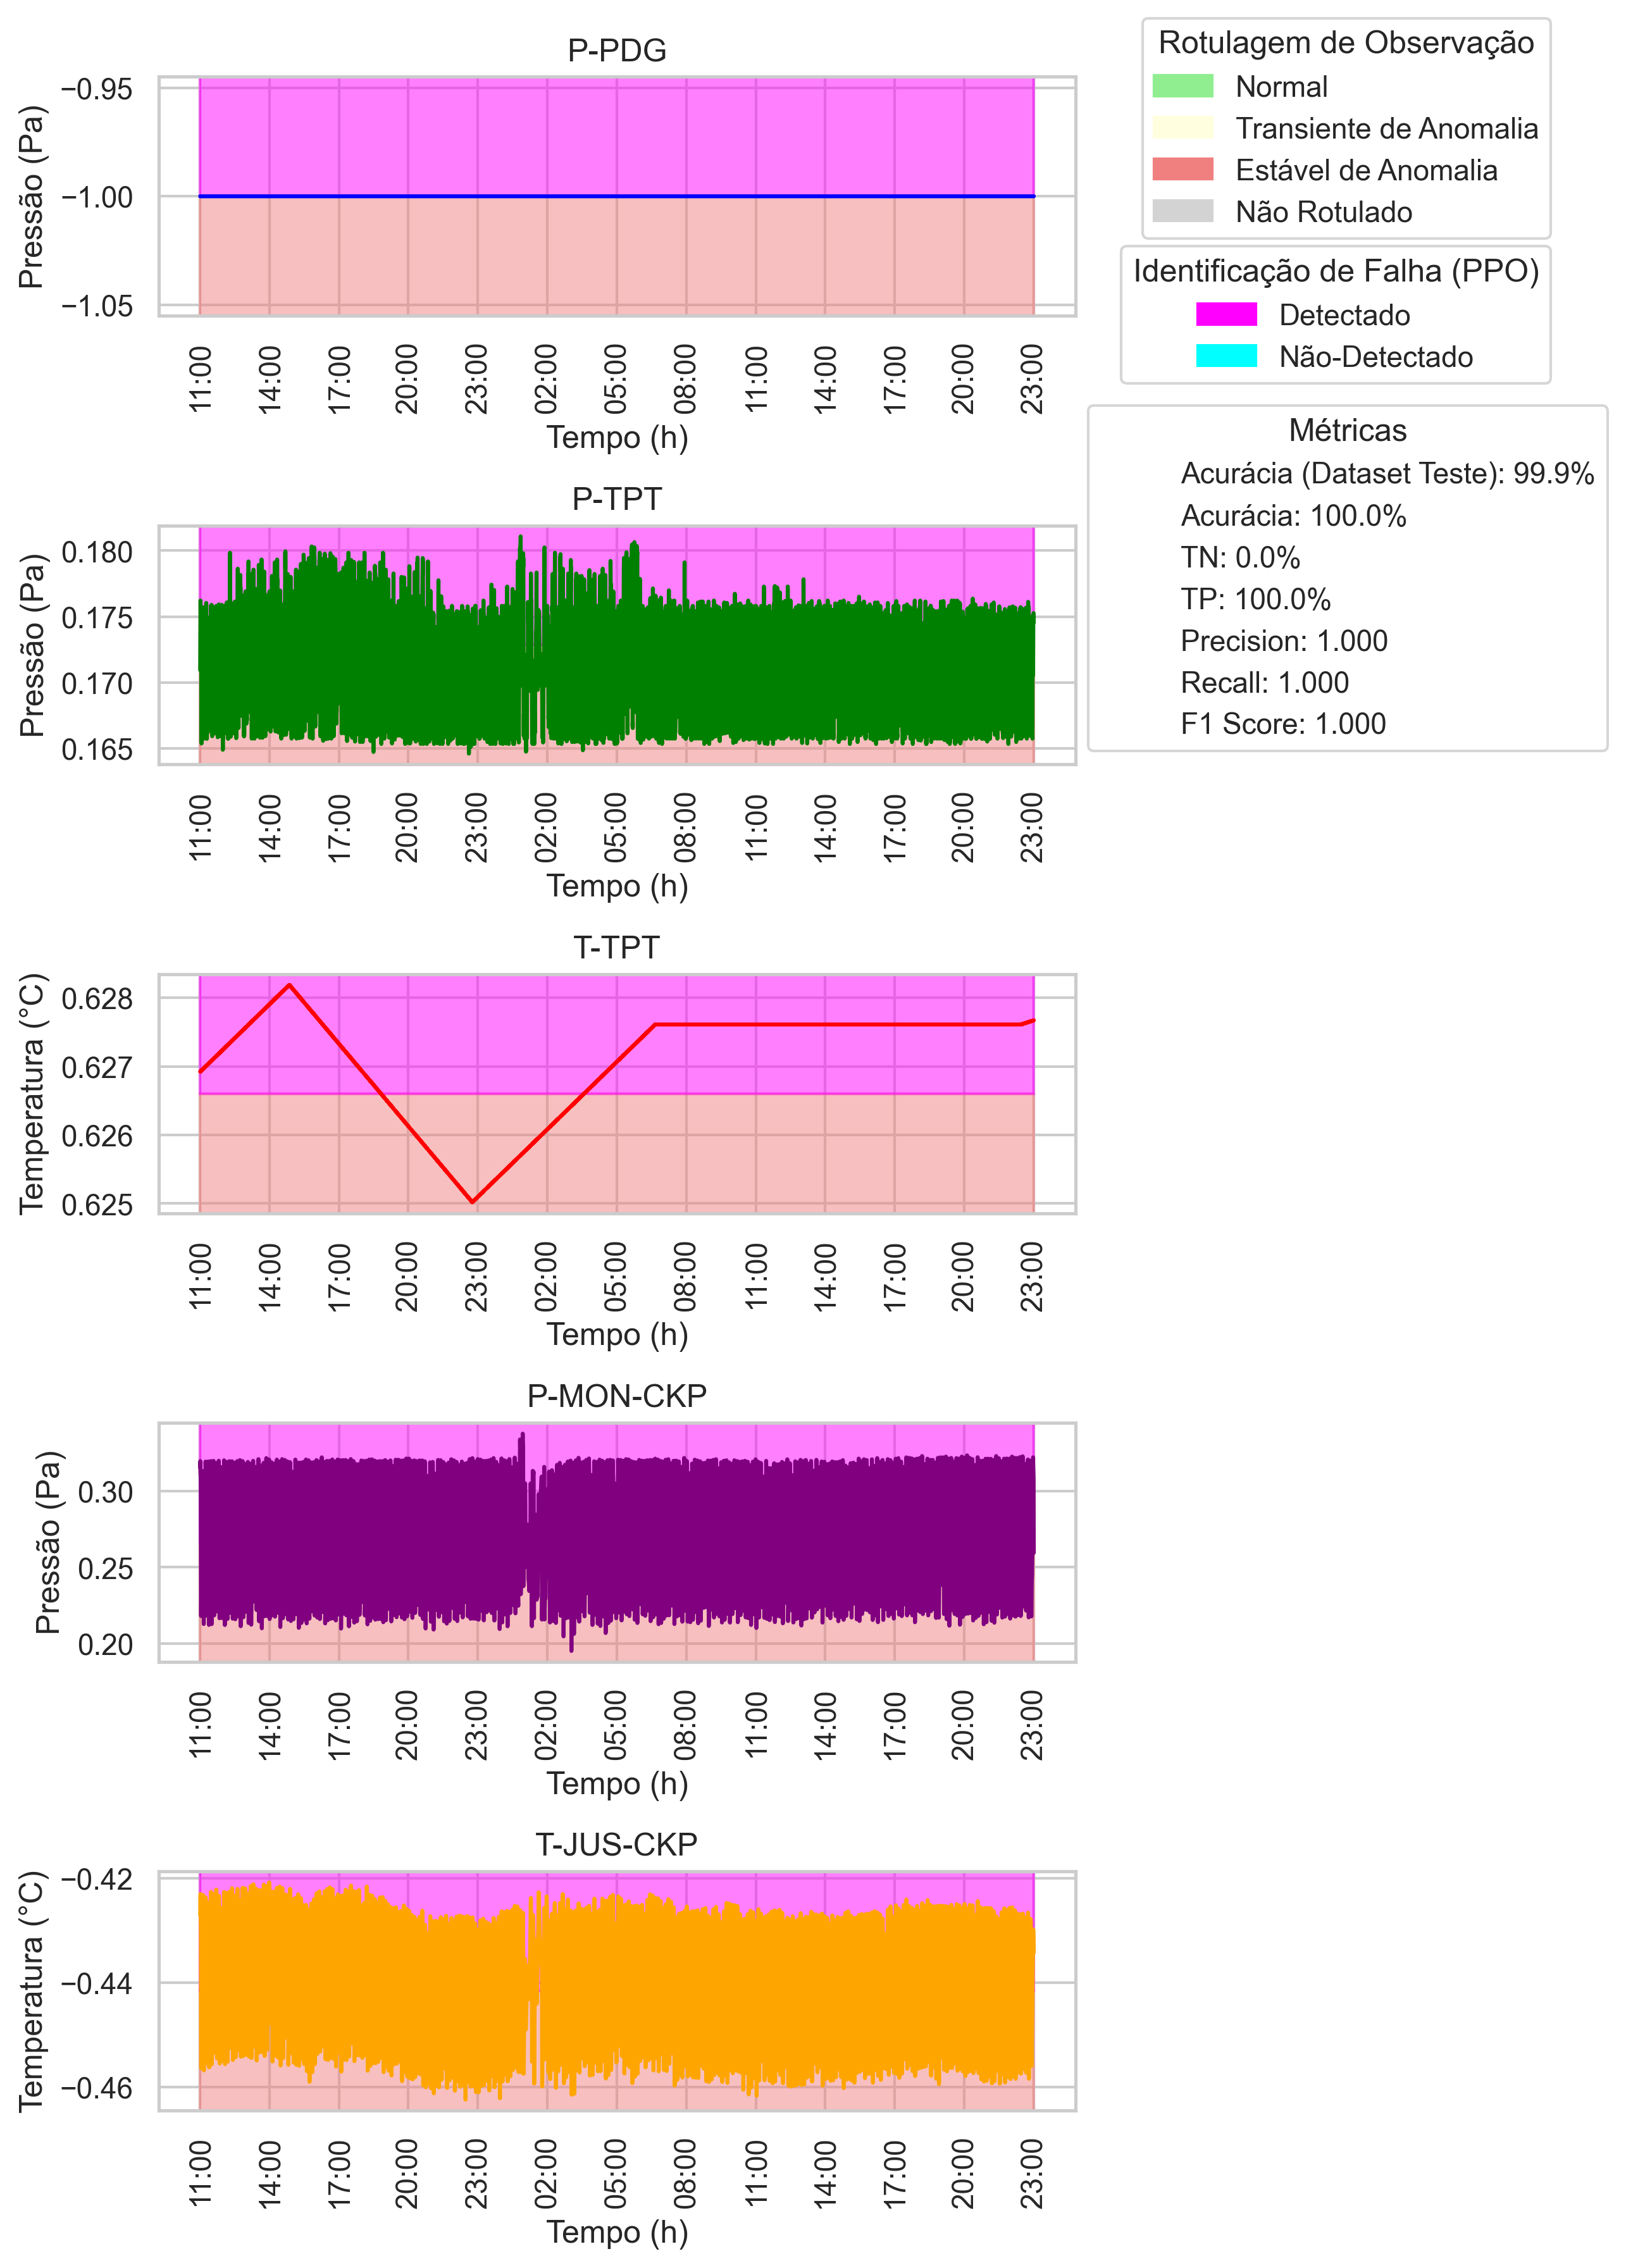 P-PDG
Pressão (Pa)
−0.95
−1.00
−1.05
11:00 14:00 17:00 20:00 23:00 02:00 05:00 08:00 11:00 14:00 17:00 20:00 23:00
Tempo (h)
Rotulagem de Observação
Normal
Transiente de Anomalia
Estável de Anomalia
Não Rotulado
Identificação de Falha (PPO)
Detectado
Não-Detectado
Métricas
Acurácia (Dataset Teste): 99.9%
Acurácia: 100.0%
TN: 0.0%
TP: 100.0%
Precision: 1.000
Recall: 1.000
F1 Score: 1.000
P-TPT
Pressão (Pa)
0.180
0.175
0.170
0.165
11:00 14:00 17:00 20:00 23:00 02:00 05:00 08:00 11:00 14:00 17:00 20:00 23:00
Tempo (h)
T-TPT
Temperatura (°C)
0.628
0.627
0.626
0.625
11:00 14:00 17:00 20:00 23:00 02:00 05:00 08:00 11:00 14:00 17:00 20:00 23:00
Tempo (h)
P-MON-CKP
Pressão (Pa)
0.30
0.25
0.20
11:00 14:00 17:00 20:00 23:00 02:00 05:00 08:00 11:00 14:00 17:00 20:00 23:00
Tempo (h)
T-JUS-CKP
Temperatura (°C)
−0.42
−0.44
−0.46
11:00 14:00 17:00 20:00 23:00 02:00 05:00 08:00 11:00 14:00 17:00 20:00 23:00
Tempo (h)